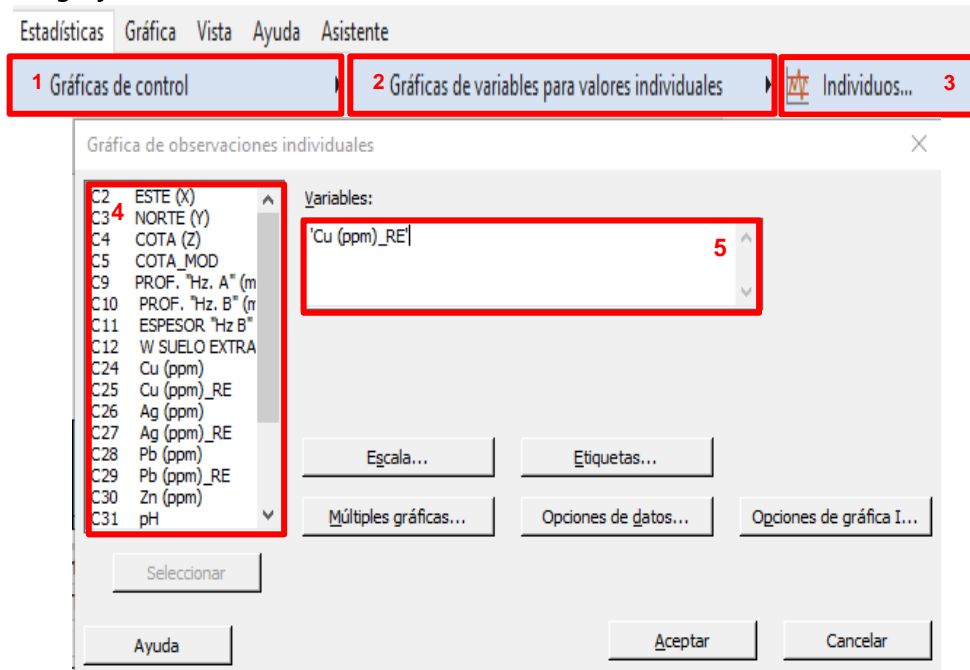 Estadísticas Gráfica Vista Ayuda Asistente
1 Gráficas de control 2 Gráficas de variables para valores individuales Individuos... 3
Gráfica de observaciones individuales
C2 ESTE (X)
C3 NORTE (Y)
4
C4 COTA (Z)
C5 COTA_MOD
C9 PROF. "Hz. A" (m
C10 PROF. "Hz. B" (m
C11 ESPESOR "Hz B"
C12 W SUELO EXTRA
C24 Cu (ppm)
C25 Cu (ppm)_RE
C26 Ag (ppm)
C27 Ag (ppm)_RE
C28 Pb (ppm)
C29 Pb (ppm)_RE
C30 Zn (ppm)
C31 pH
Variables:
'Cu (ppm)_RE' 5
Escala... Etiquetas...
Múltiples gráficas... Opciones de datos... Opciones de gráfica I...
Seleccionar
Ayuda Aceptar Cancelar